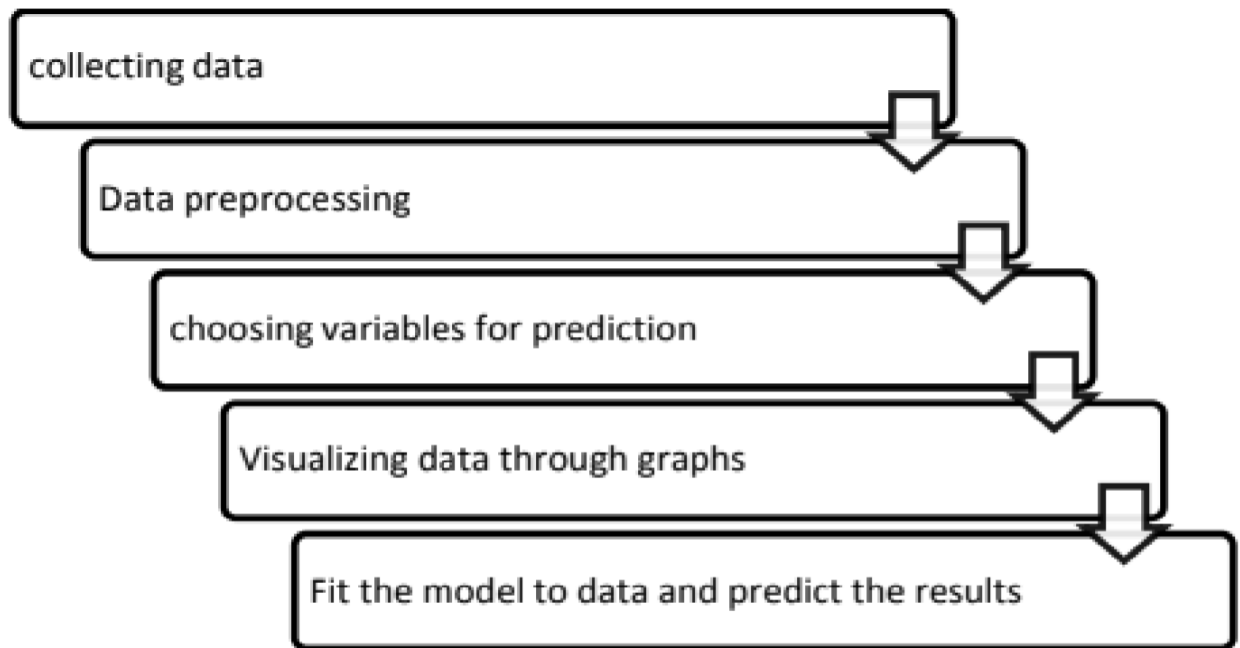 collecting data
Data preprocessing
choosing variables for prediction
Visualizing data through graphs
Fit the model to data and predict the results